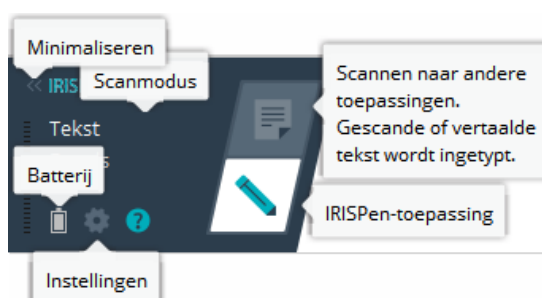 Minimaliseren
IRIS
Scanmodus
Scannen naar andere
toepassingen.
Gescande of vertaalde
tekst wordt ingetypt.
Tekst
Batterij
?
IRISPen-toepassing
Instellingen